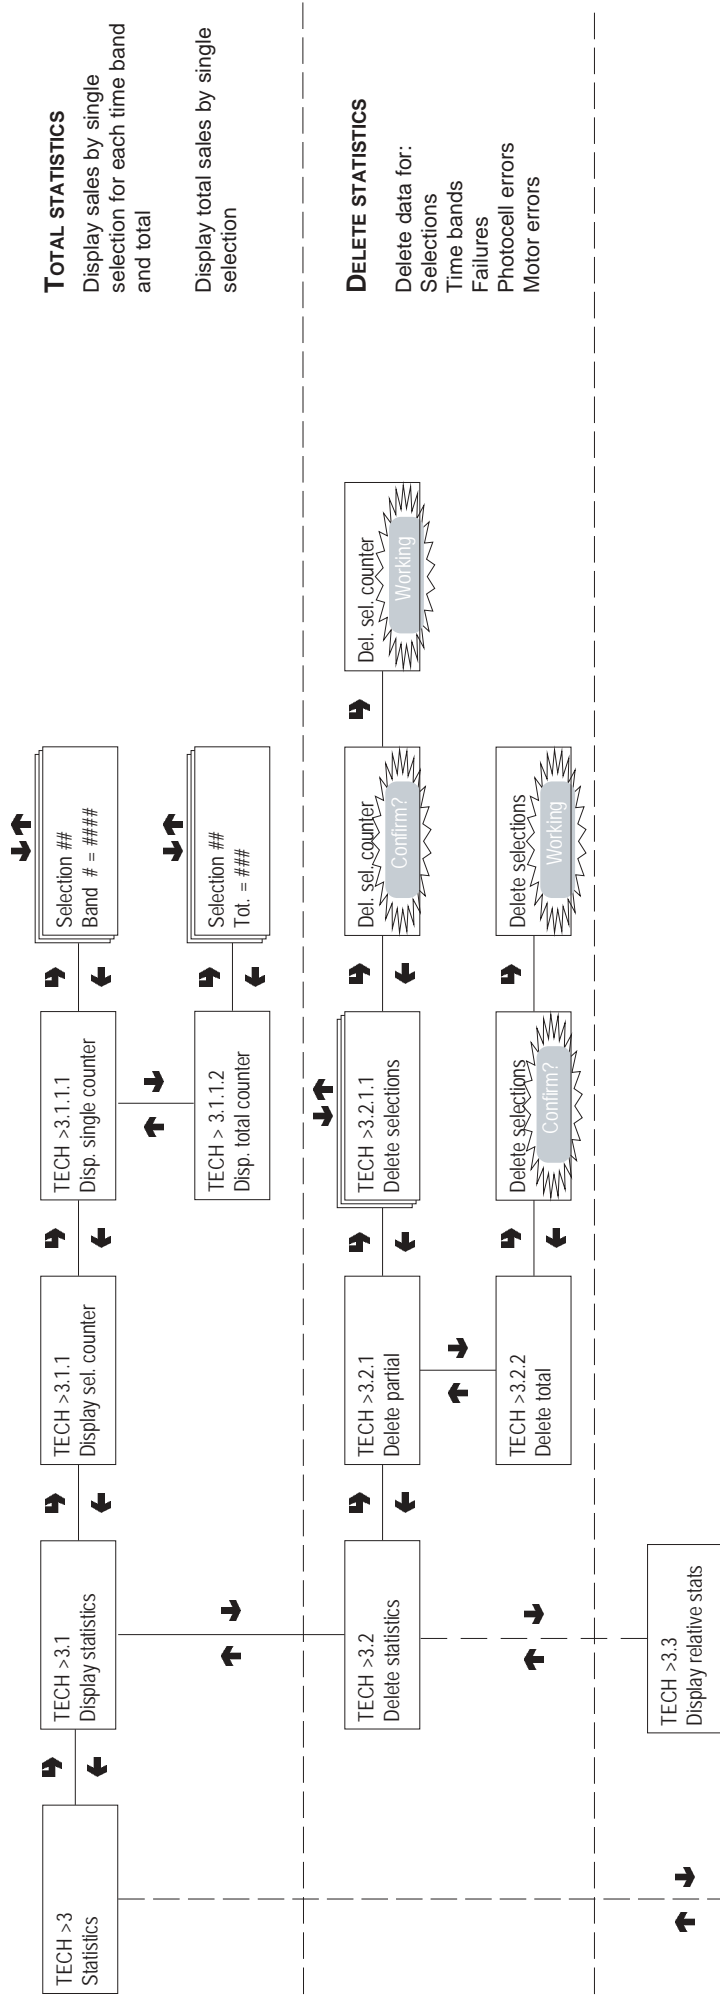 TECH >3
Statistics
TECH >3.1
Display statistics
TECH >3.1.1
Display sel. counter
TECH >3.1.1.1
Disp. single counter
Selection ##
Band # = ####
TOTAL STATISTICS
Display sales by single
selection for each time band
and total
TECH > 3.1.1.2
Disp. total counter
Selection ##
Tot. = ###
Display total sales by single
selection
TECH >3.2
Delete statistics
TECH >3.2.1
Delete partial
TECH >3.2.1.1
Delete selections
Del. sel. counter
Confirm?
Del. sel. counter
Working
DELETE STATISTICS
Delete data for:
Selections
Time bands
Failures
Photocell errors
Motor errors
TECH >3.2.2
Delete total
Delete selections
Confirm?
Delete selections
Working
TECH >3.3
Display relative stats